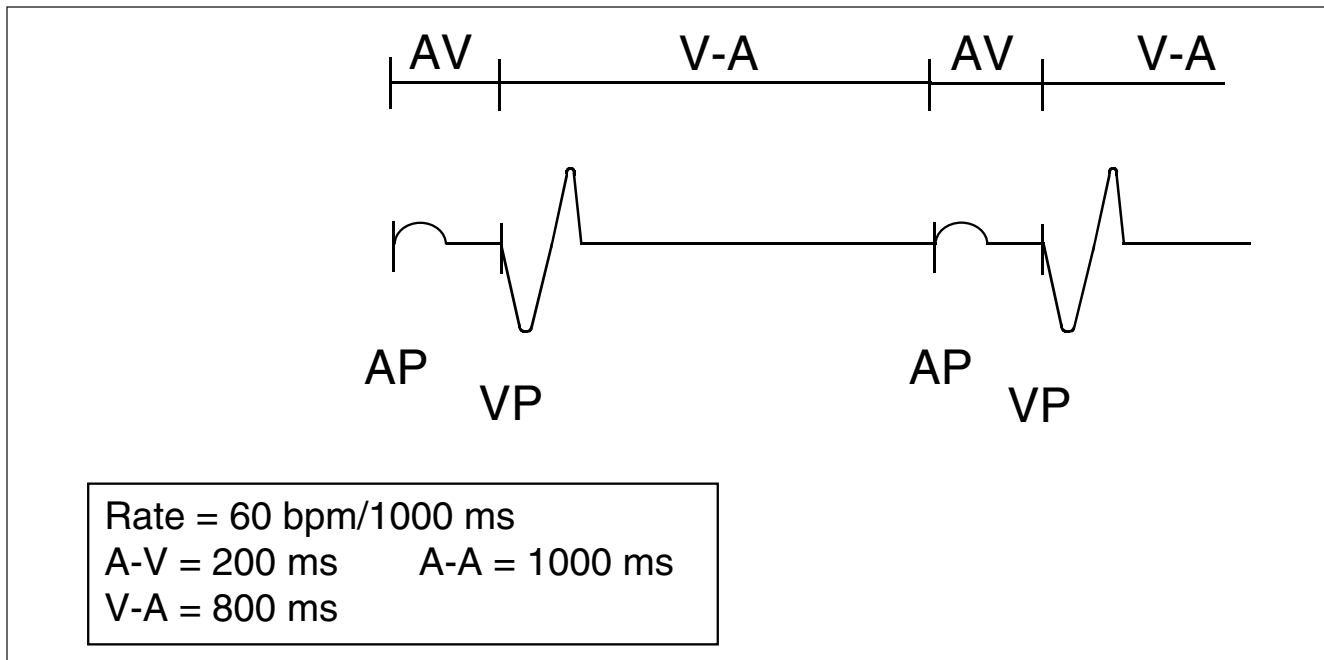 AV V-A AV V-A
AP AP
VP VP
Rate = 60 bpm/1000 ms
A-V = 200 ms A-A = 1000 ms
V-A = 800 ms